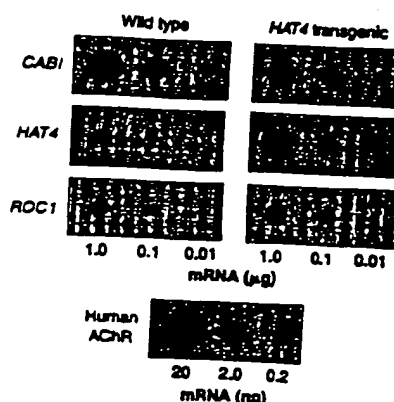 Wild type HAT4 transgenic
CABI
HAT4
ROC1
1.0 0.1 0.01 1.0 0.1 0.01
mRNA (µg)
Human
AChR
20 2.0 0.2
mRNA (ng)